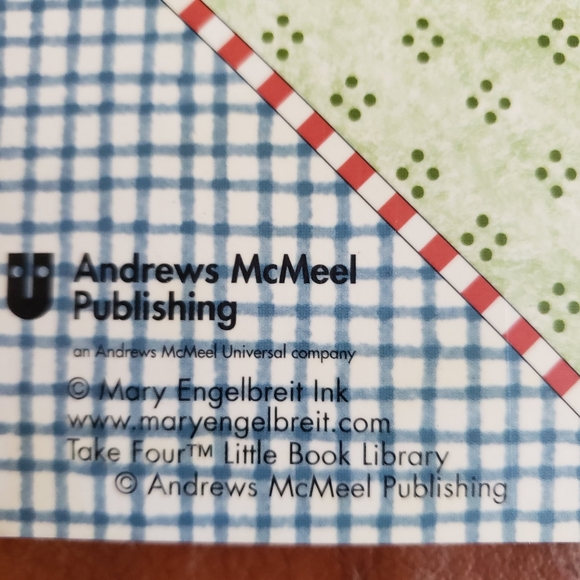 Andrews McMeel
Publishing
an Andrews McMeel Universal company
© Mary Engelbreit Ink
www.maryengelbreit.com
Take Four™ Little Book Library
© Andrews McMeel Publishing